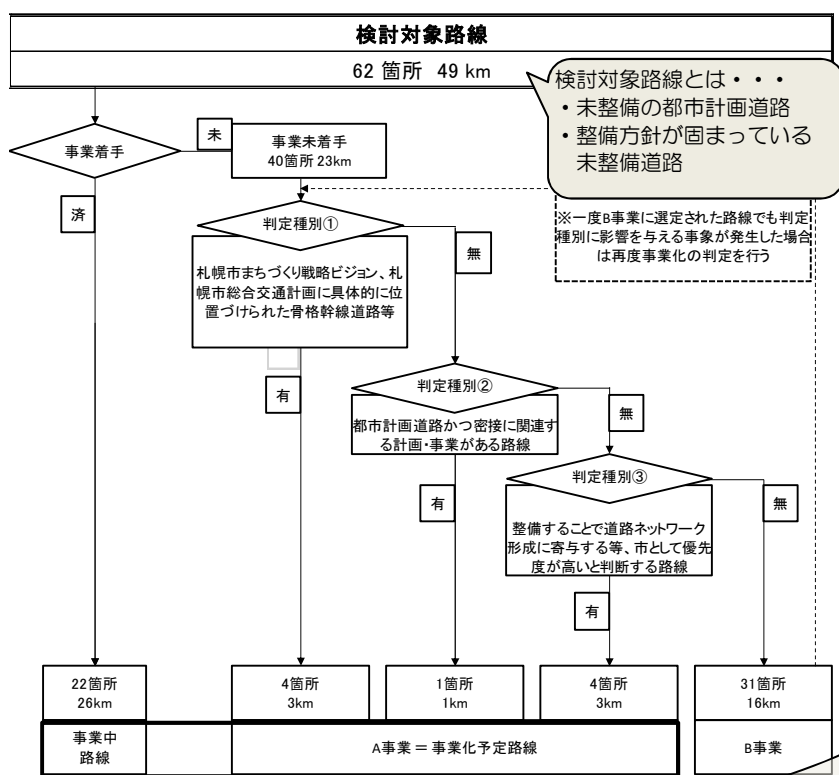 検討対象路線
62 箇所 49 km
検討対象路線とは・・・
・未整備の都市計画道路
・整備方針が固まっている
未整備道路
事業着手
未
事業未着手
40箇所 23km
済
判定種別①
無
※一度B事業に選定された路線でも判定
種別に影響を与える事象が発生した場合
は再度事業化の判定を行う
札幌市まちづくり戦略ビジョン、札
幌市総合交通計画に具体的に位
置づけられた骨格幹線道路等
有
判定種別②
無
都市計画道路かつ密接に関連す
る計画・事業がある路線
有
判定種別③
無
整備することで道路ネットワーク
形成に寄与する等、市として優先
度が高いと判断する路線
有
22箇所
26km
4箇所
3km
1箇所
1km
4箇所
3km
31箇所
16km
事業中
路線
A事業 = 事業化予定路線
B事業